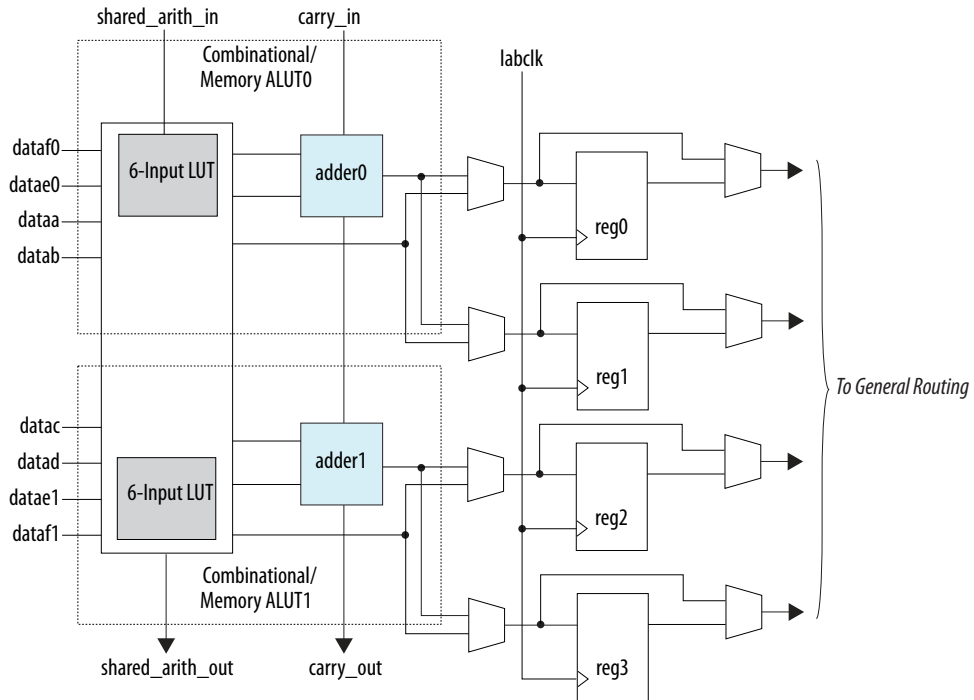 shared_arith_in
carry_in
Combinational/
Memory ALUT0
labclk
dataf0
datae0
dataa
datab
6-Input LUT
adder0
reg0
reg1
To General Routing
datac
datad
datae1
dataf1
6-Input LUT
adder1
reg2
Combinational/
Memory ALUT1
reg3
shared_arith_out
carry_out